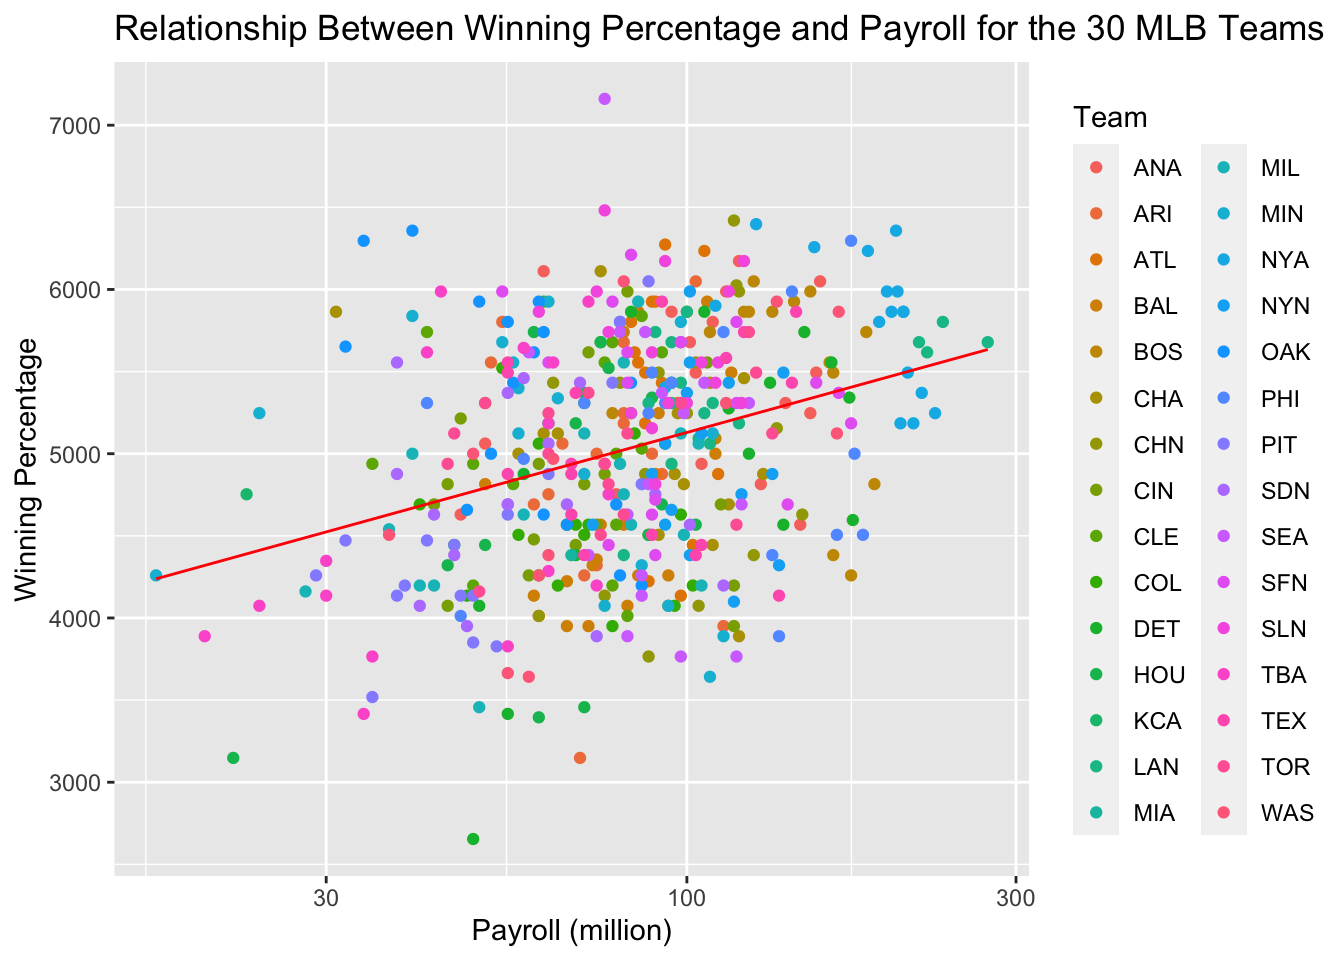 Relationship Between Winning Percentage and Payroll for the 30 MLB Teams
Winning Percentage
7000
6000
5000
4000
3000
30
100
300
Payroll (million)
Team
ANA
ARI
ATL
BAL
BOS
CHA
CHN
CIN
CLE
COL
DET
HOU
KCA
LAN
MIA
MIL
MIN
NYA
NYN
OAK
PHI
PIT
SDN
SEA
SFN
SLN
TBA
TEX
TOR
WAS